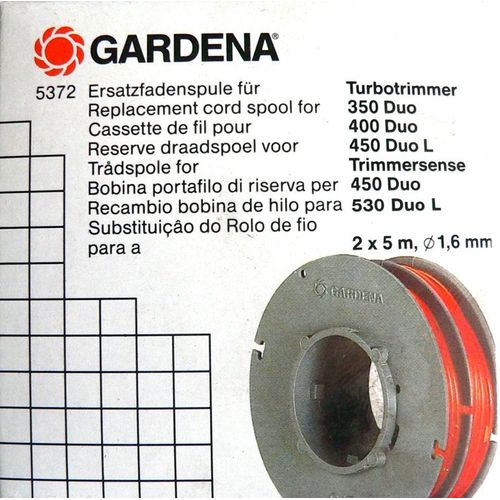 GARDENA®
5372 Ersatzfadenspule für Turbotrimmer
Replacement cord spool for 350 Duo
Cassette de fil pour 400 Duo
Reserve draadspoel voor 450 Duo L
Trådspole for Trimmersense
Bobina portafilo di riserva per 450 Duo
Recambio bobina de hilo para 530 Duo L
Substituiçâo do Rolo de fio
para a 2 x 5 m, ∅1,6 mm
GARDENA